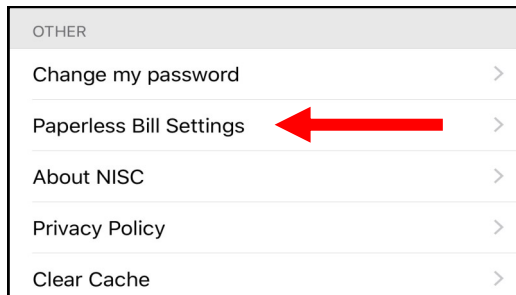 OTHER
Change my password
Paperless Bill Settings
About NISC
Privacy Policy
Clear Cache